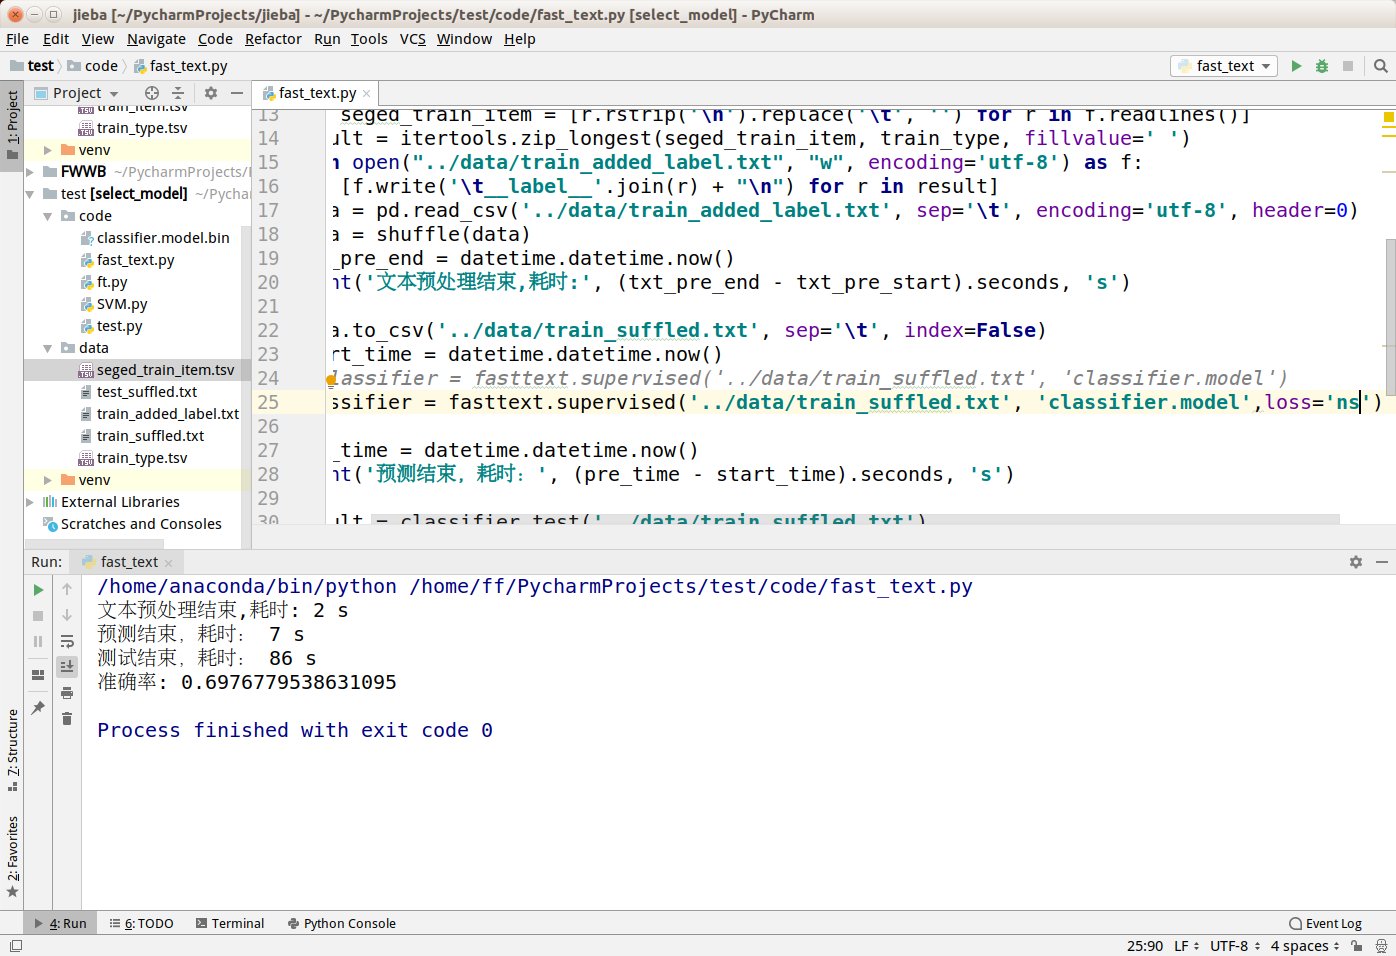 jieba [~/PycharmProjects/jieba] - ~/PycharmProjects/test/code/fast_text.py [select_model] - PyCharm
File Edit View Navigate Code Refactor Run Tools VCS Window Help
test code fast_text.py
fast_text
1: Project
Project
fast_text.py
train_item.tsv
train_type.tsv
venv
FWWB ~/PycharmProjects/
test [select_model] ~/Pychar
code
classifier.model.bin
fast_text.py
ft.py
SVM.py
test.py
data
seged_train_item.tsv
test_suffled.txt
train_added_label.txt
train_suffled.txt
train_type.tsv
venv
External Libraries
Scratches and Consoles
13 seged_train_item = [r.rstrip('\n').replace('\t', '') for r in f.readlines()]
14 ult = itertools.zip_longest(seged_train_item, train_type, fillvalue=' ')
15 n open("../data/train_added_label.txt", "w", encoding='utf-8') as f:
16 [f.write('\t__label__'.join(r) + "\n") for r in result]
17 a = pd.read_csv('../data/train_added_label.txt', sep='\t', encoding='utf-8', header=0)
18 a = shuffle(data)
19 _pre_end = datetime.datetime.now()
20 nt('文本预处理结束,耗时:', (txt_pre_end - txt_pre_start).seconds, 's')
21
22 a.to_csv('../data/train_suffled.txt', sep='\t', index=False)
23 rt_time = datetime.datetime.now()
24 lassifier = fasttext.supervised('../data/train_suffled.txt', 'classifier.model')
25 ssifier = fasttext.supervised('../data/train_suffled.txt', 'classifier.model',loss='ns')
26
27 _time = datetime.datetime.now()
28 nt('预测结束，耗时：', (pre_time - start_time).seconds, 's')
29
30 ult = classifier.test('../data/train_suffled.txt')
Run: fast_text
/home/anaconda/bin/python /home/ff/PycharmProjects/test/code/fast_text.py
文本预处理结束,耗时: 2 s
预测结束，耗时： 7 s
测试结束，耗时： 86 s
准确率: 0.6976779538631095
Process finished with exit code 0
7: Structure
2: Favorites
4: Run 6: TODO Terminal Python Console Event Log
25:90 LF UTF-8 4 spaces